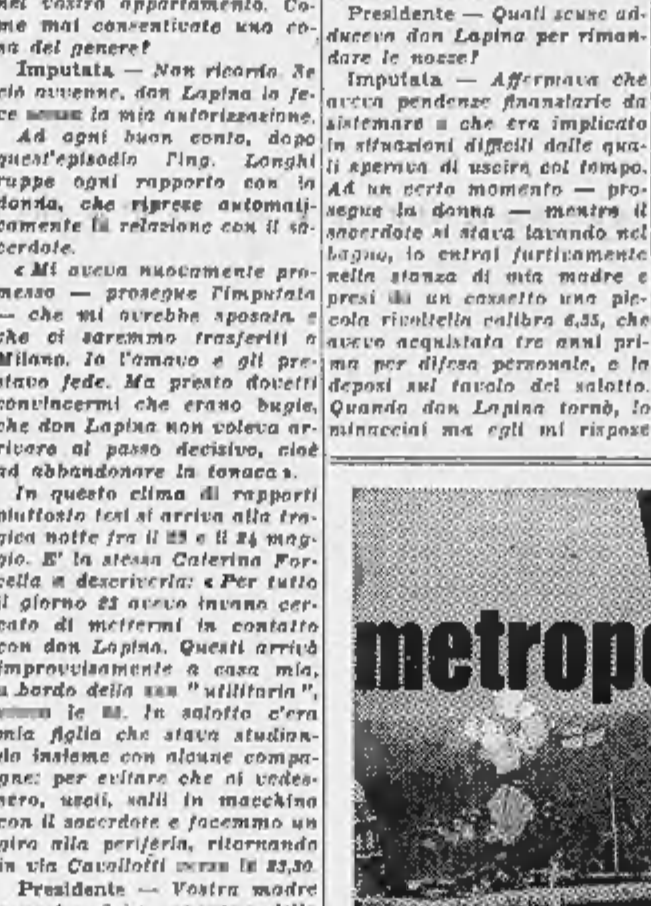 nel vostro appartamento. Co-
me mai consentivate una co-
sa del genere?
Imputata — Non ricordo. Se
ciò avvenne, don Lapina lo fe-
ce la mia autorizzazione.
Ad ogni buon conto, dopo
quest'episodio l'ing. Longhi
ruppe ogni rapporto con la
donna, che riprese automati-
camente la relazione con il sa-
cerdote.
« Mi aveva nuovamente pro-
messo — prosegue l'imputata
— che mi avrebbe sposata e
che ci saremmo trasferiti a
Milano. Io l'amavo e gli pre-
stavo fede. Ma presto dovetti
convincermi che erano bugie,
che don Lapina non voleva ar-
rivare al passo decisivo, cioè
ad abbandonare la tonaca ».
In questo clima di rapporti
piuttosto tesi si arriva alla tra-
gica notte fra il 23 e il 24 mag-
gio. E' la stessa Caterina For-
cella a descriverla: « Per tutto
il giorno 23 avevo invano cer-
cato di mettermi in contatto
con don Lapina. Questi arrivò
improvvisamente a casa mia,
a bordo della "utilitaria",
le In salotto c'era
mia figlia che stava studian-
do insieme con alcune compa-
gne: per evitare che ci vedes-
sero, uscii, salii in macchina
con il sacerdote e facemmo un
giro alla periferia, ritornando
in via Cavallotti le 23,30.
Presidente — Vostra madre
Presidente — Quali scuse ad-
duceva don Lapina per riman-
dare le nozze?
Imputata — Affermava che
aveva pendenze finanziarie da
sistemare e che era implicato
in situazioni difficili dalle qua-
li sperava di uscire col tempo.
Ad un certo momento — pro-
segue la donna — mentre il
sacerdote si stava lavando nel
bagno, io entrai furtivamente
nella stanza di mia madre e
presi da un cassetto una pic-
cola rivoltella calibro 6,35, che
avevo acquistata tre anni pri-
ma per difesa personale, e la
deposi sul tavolo del salotto.
Quando don Lapina tornò, lo
minacciai ma egli mi rispose
metrop